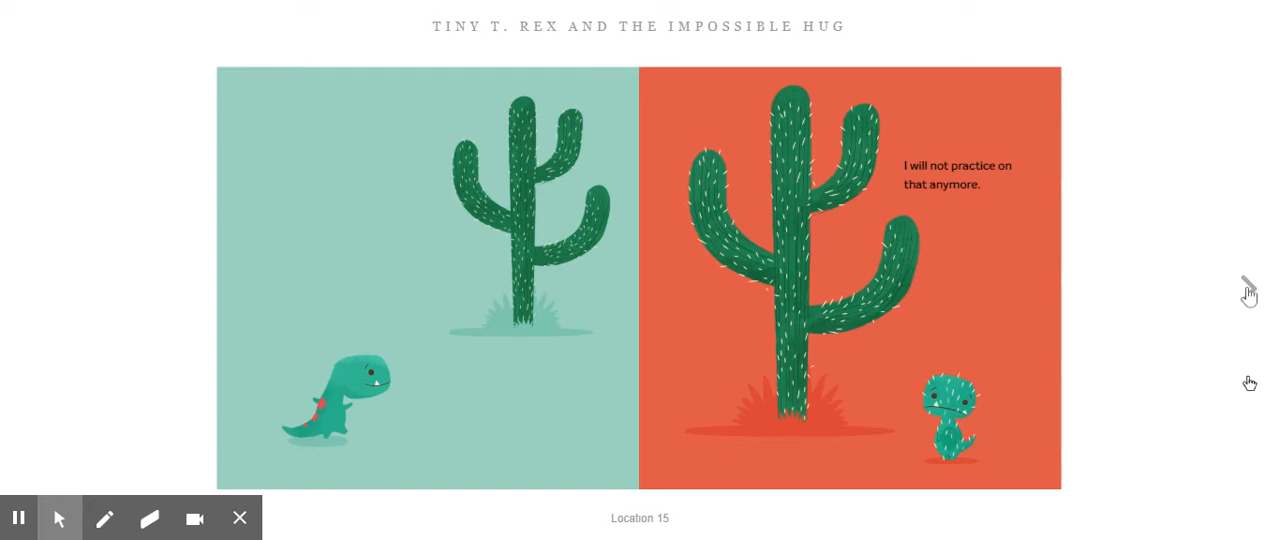 TINY T. REX AND THE IMPOSSIBLE HUG
I will not practice on
that anymore.
Location 15